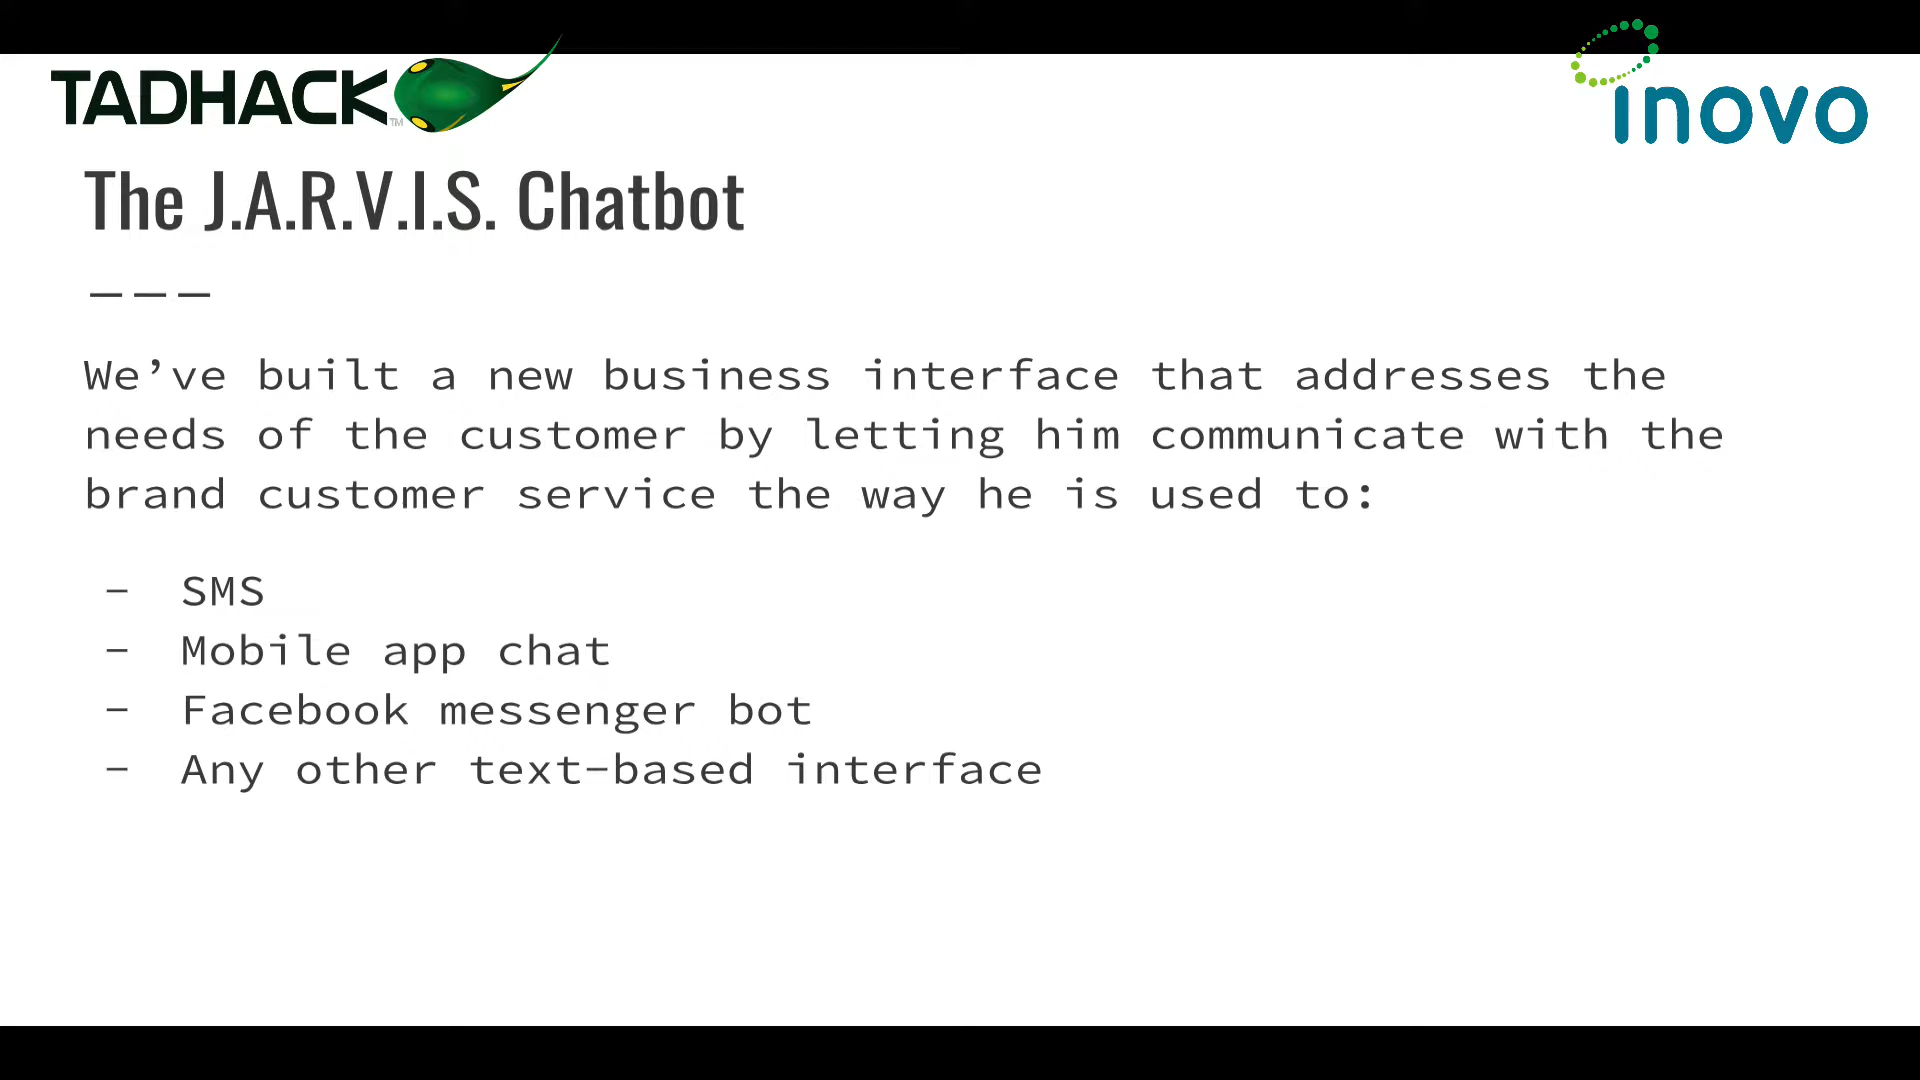 TADHACK™
inovo
The J.A.R.V.I.S. Chatbot
———
We’ve built a new business interface that addresses the
needs of the customer by letting him communicate with the
brand customer service the way he is used to:
- SMS
- Mobile app chat
- Facebook messenger bot
- Any other text-based interface